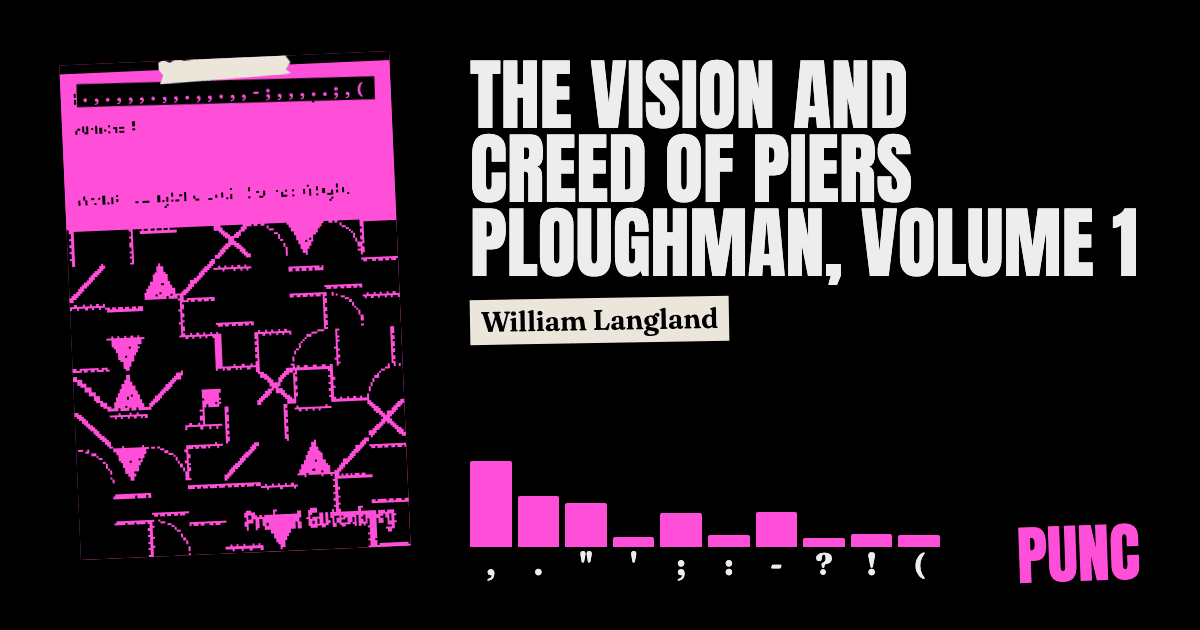 .,.,,,.,,.,,.,,-;,,,..;,(
THE VISION AND
CREED OF PIERS
PLOUGHMAN, VOLUME 1
William Langland
Project Gutenberg
, . " ' ; : - ? ! (
PUNC